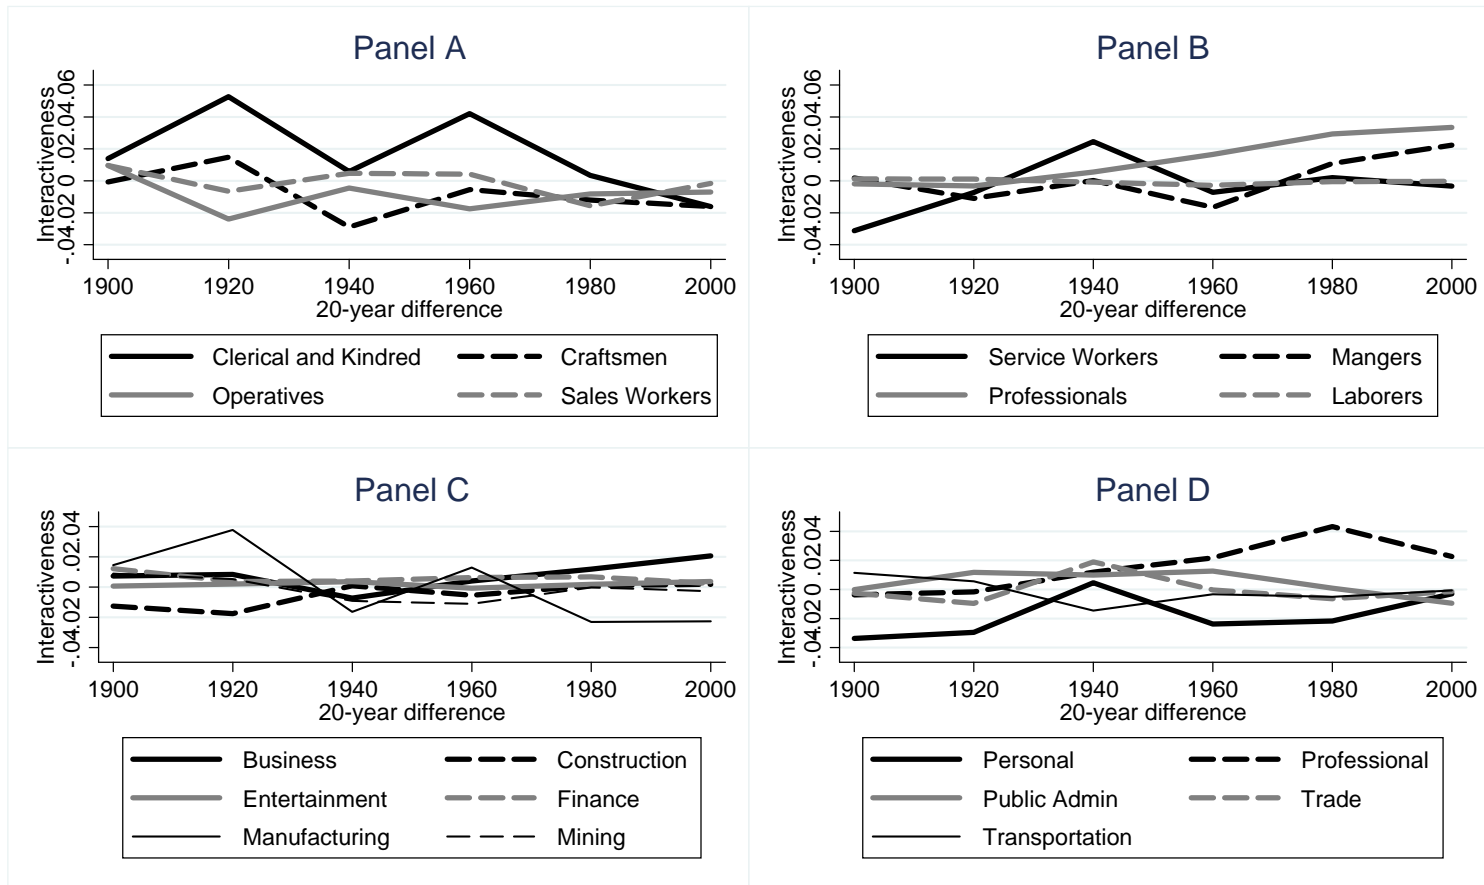 Panel A
Interactiveness
-.04.02 0 .02.04.06
1900 1920 1940 1960 1980 2000
20-year difference
Clerical and Kindred Craftsmen
Operatives Sales Workers
Panel B
Interactiveness
-.04.02 0 .02.04.06
1900 1920 1940 1960 1980 2000
20-year difference
Service Workers Mangers
Professionals Laborers
Panel C
Interactiveness
-.04.02 0 .02.04
1900 1920 1940 1960 1980 2000
20-year difference
Business Construction
Entertainment Finance
Manufacturing Mining
Panel D
Interactiveness
-.04.02 0 .02.04
1900 1920 1940 1960 1980 2000
20-year difference
Personal Professional
Public Admin Trade
Transportation